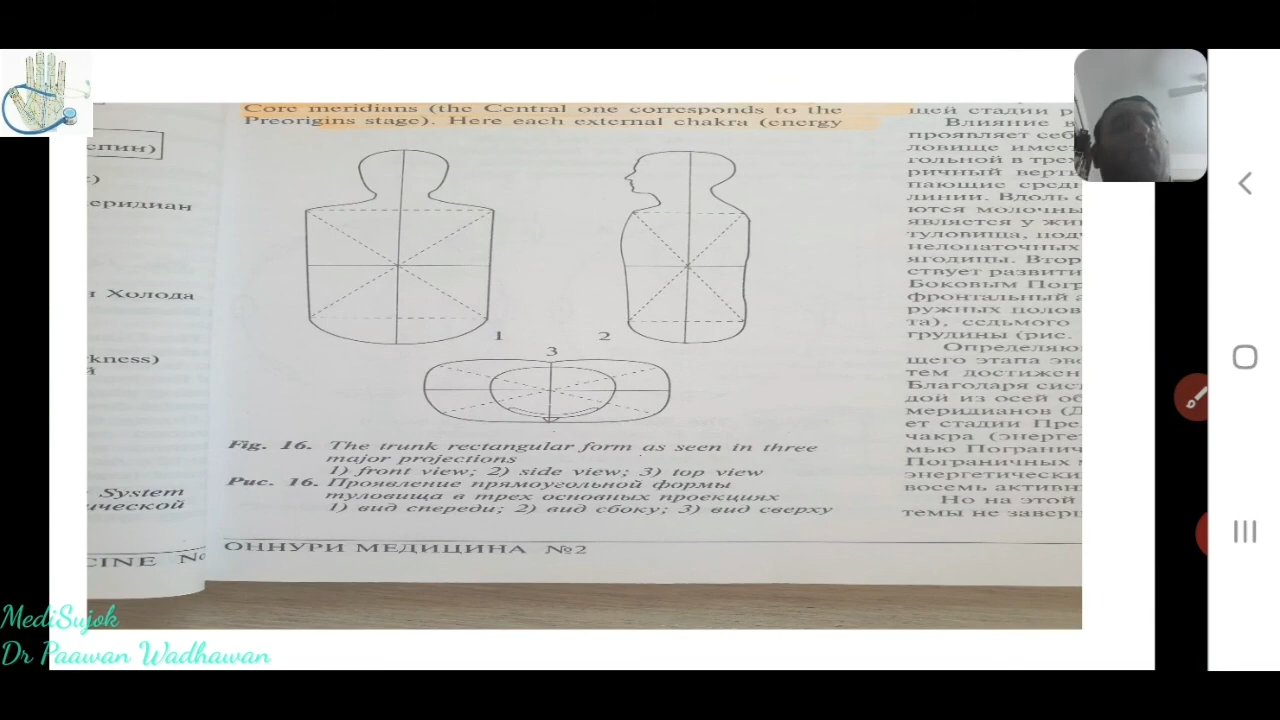 спин)
еридиан
Холода
kness)
й
System
ической
CINE
Core meridians (the Central one corresponds to the
Preorigins stage). Here each external chakra (energy
1
2
3
Fig. 16. The trunk rectangular form as seen in three
major projections
1) front view; 2) side view; 3) top view
Рис. 16. Проявление прямоугольной формы
туловища в трех основных проекциях
1) вид спереди; 2) вид сбоку; 3) вид сверху
ОННУРИ МЕДИЦИНА №2
щей стадии р
Влияние в
проявляет себ
ловище имеет
гольной в трех
ричный верти
пающие средн
линии. Вдоль
ются молочны
является у жи
туловища, под
нелопаточных
ягодицы. Втор
ствует развити
Боковым Погр
фронтальный а
ружных полов
та), седьмого
грудины (рис.
Определяю
щего этапа эв
тем достижен
Благодаря сис
дой из осей об
меридианов (Д
ет стадии Пре
чакра (энерге
мью Погранич
Пограничных
энергетически
восемь активн
Но на этой
темы не завер
MediSujok
Dr Paawan Wadhawan